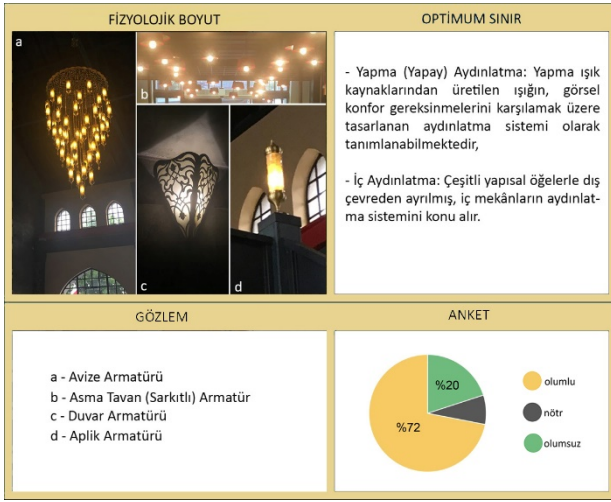 FİZYOLOJİK BOYUT
a
b
c
d
OPTİMUM SINIR
- Yapma (Yapay) Aydınlatma: Yapma ışık
kaynaklarından üretilen ışığın, görsel
konfor gereksinmelerini karşılamak üzere
tasarlanan aydınlatma sistemi olarak
tanımlanabilmektedir,
- İç Aydınlatma: Çeşitli yapısal öğelerle dış
çevreden ayrılmış, iç mekânların aydınlat-
ma sistemini konu alır.
GÖZLEM
a - Avize Armatürü
b - Asma Tavan (Sarkıtlı) Armatür
c - Duvar Armatürü
d - Aplik Armatürü
ANKET
%20
%72
olumlu
nötr
olumsuz